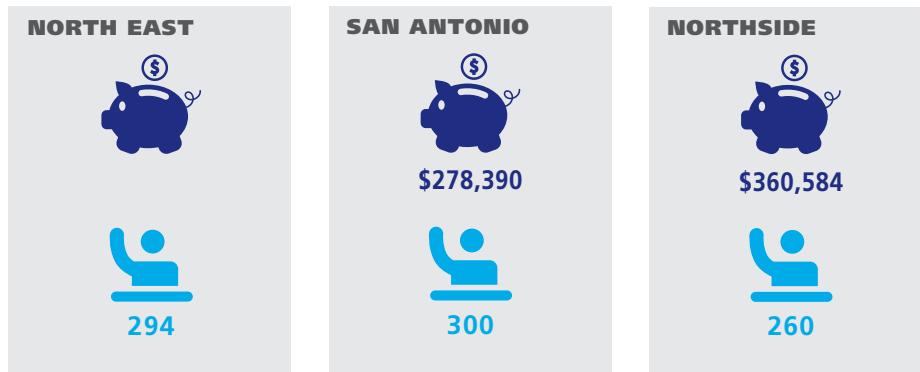 NORTH EAST
$
294
SAN ANTONIO
$
$278,390
300
NORTHSIDE
$
$360,584
260